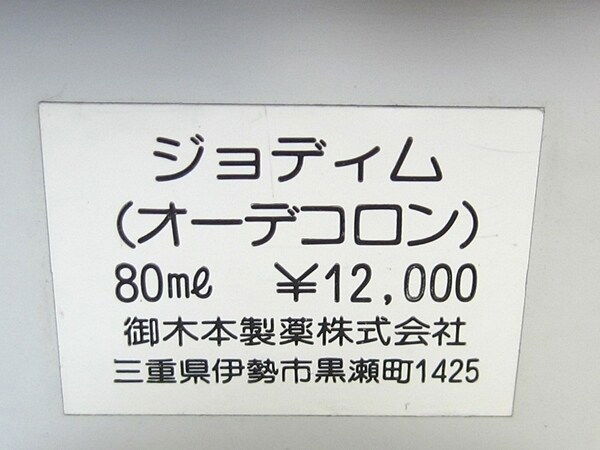 ジョディム
(オーデコロン)
80ml ¥12,000
御木本製薬株式会社
三重県伊勢市黒瀬町1425